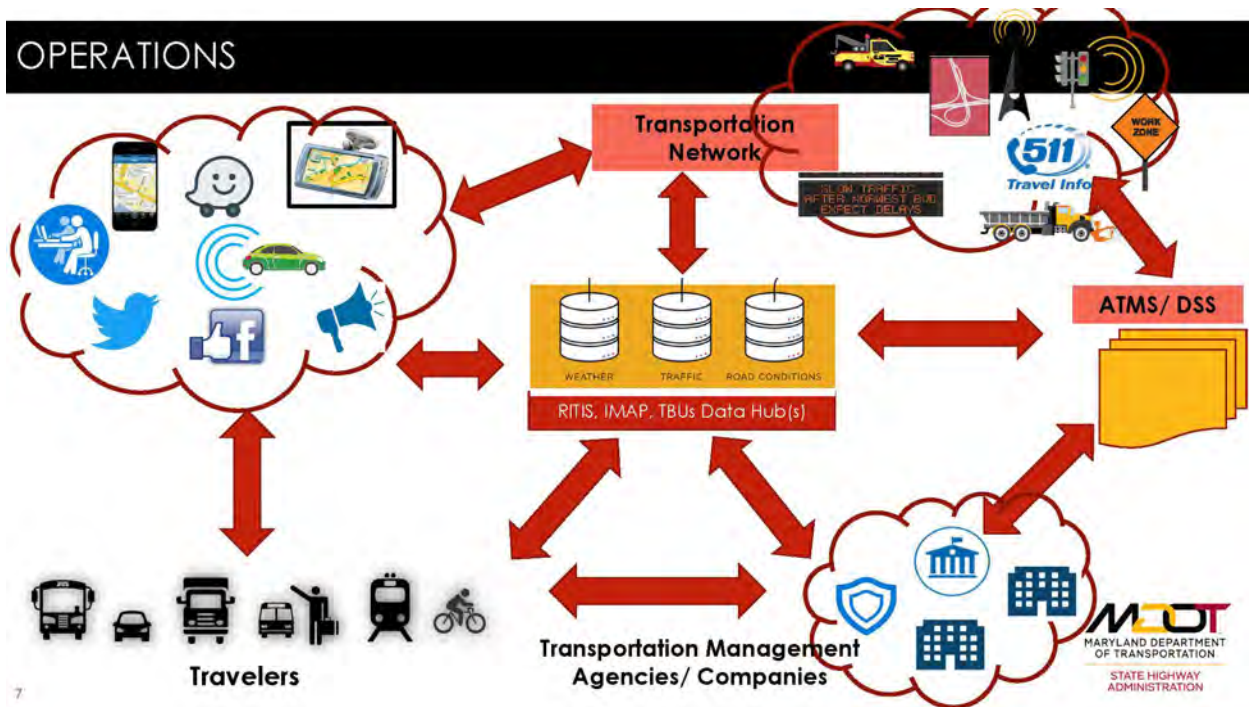 OPERATIONS
Transportation
Network
WORK
ZONE
511
Travel Info
SLOW TRAFFIC
AFTER NORWEST BVD
EXPECT DELAYS
ATMS/ DSS
WEATHER
TRAFFIC
ROAD CONDITIONS
RITIS, IMAP, TBUs Data Hub(s)
f
Travelers
Transportation Management
Agencies/ Companies
MDOT
MARYLAND DEPARTMENT
OF TRANSPORTATION
STATE HIGHWAY
ADMINISTRATION
7